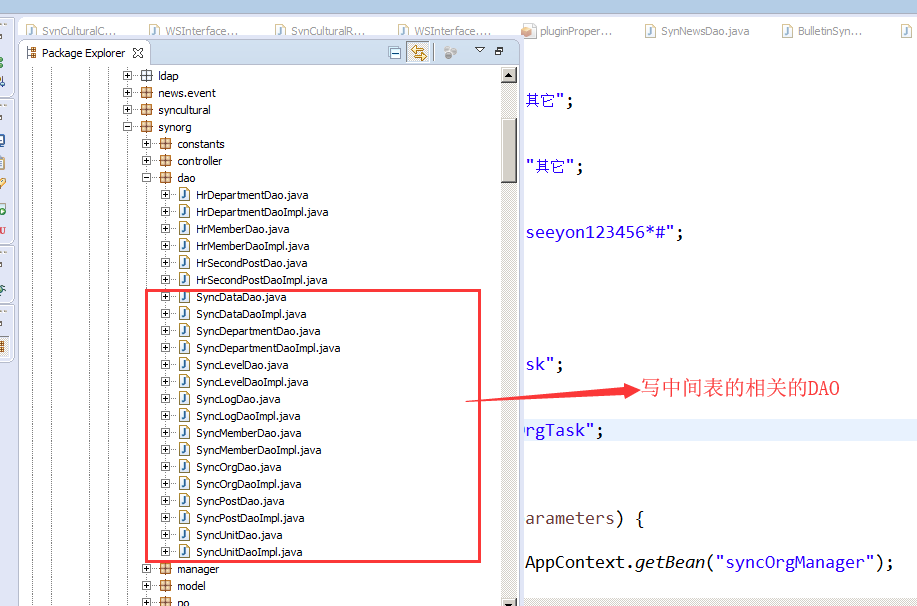 SynCulturalC... WSInterface... SynCulturalR... WSInterface.... pluginProper... SynNewsDao.java BulletinSyn...
Package Explorer
ldap
news.event
syncultural
synorg
constants
controller
dao
HrDepartmentDao.java
HrDepartmentDaoImpl.java
HrMemberDao.java
HrMemberDaoImpl.java
HrSecondPostDao.java
HrSecondPostDaoImpl.java
SyncDataDao.java
SyncDataDaoImpl.java
SyncDepartmentDao.java
SyncDepartmentDaoImpl.java
SyncLevelDao.java
SyncLevelDaoImpl.java
SyncLogDao.java
SyncLogDaoImpl.java
SyncMemberDao.java
SyncMemberDaoImpl.java
SyncOrgDao.java
SyncOrgDaoImpl.java
SyncPostDao.java
SyncPostDaoImpl.java
SyncUnitDao.java
SyncUnitDaoImpl.java
manager
model
po
其它";
"其它";
seeyon123456*#";
sk";
写中间表的相关的DAO
rgTask";
arameters) {
AppContext.getBean("syncOrgManager");